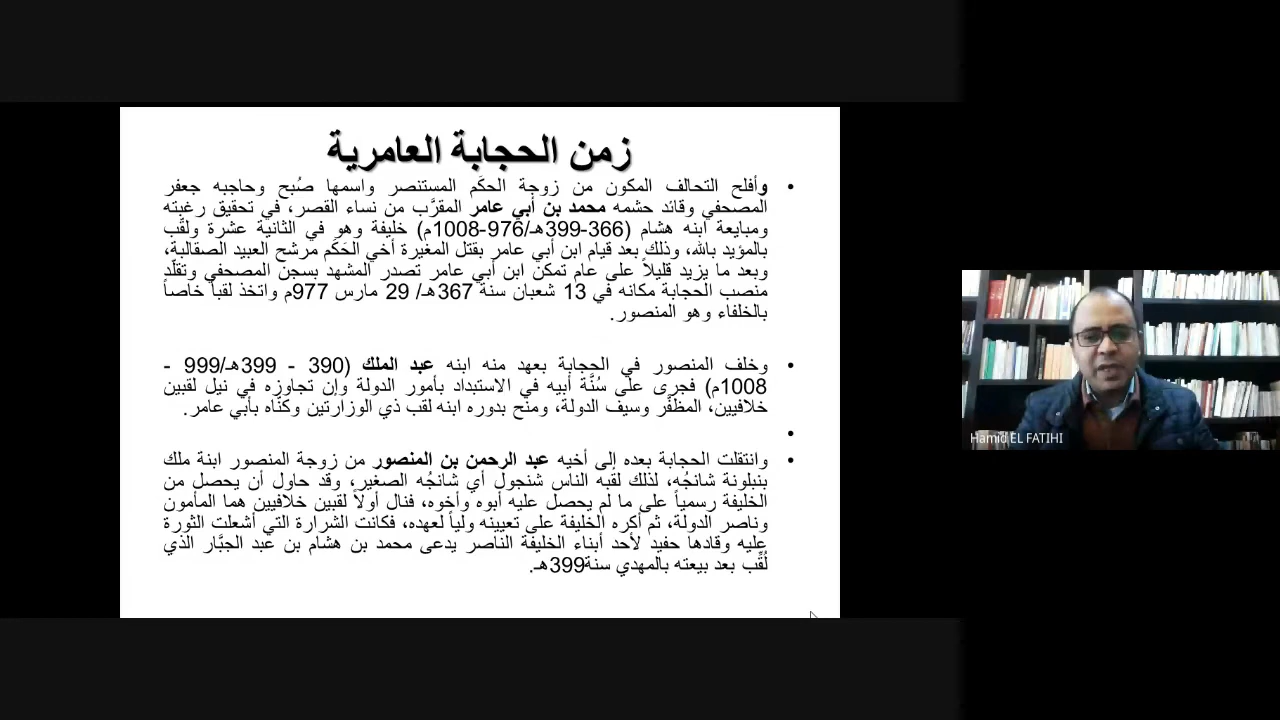 زمن الحجابة العامرية
• وأفلح التحالف المكون من زوجة الحكَم المستنصر واسمها صُبح وحاجبه جعفر
المصحفي وقائد حشمه محمد بن أبي عامر المقرَّب من نساء القصر، في تحقيق رغبته
ومبايعة ابنه هشام (366-399هـ/976-1008م) خليفة وهو في الثانية عشرة ولقّب
بالمؤيد بالله، وذلك بعد قيام ابن أبي عامر بقتل المغيرة أخي الحَكَم مرشح العبيد الصقالبة،
وبعد ما يزيد قليلاً على عام تمكن ابن أبي عامر تصدر المشهد بسجن المصحفي وتقلّد
منصب الحجابة مكانه في 13 شعبان سنة 367هـ/ 29 مارس 977م واتخذ لقباً خاصاً
بالخلفاء وهو المنصور.
• وخلف المنصور في الحجابة بعهد منه ابنه عبد الملك (390 - 399هـ/999 -
1008م) فجرى على سُنَّة أبيه في الاستبداد بأمور الدولة وإن تجاوزه في نيل لقبين
خلافيين، المظفَّر وسيف الدولة، ومنح بدوره ابنه لقب ذي الوزارتين وكنَّاه بأبي عامر.
•
• وانتقلت الحجابة بعده إلى أخيه عبد الرحمن بن المنصور من زوجة المنصور ابنة ملك
بنبلونة شانجُه، لذلك لقبه الناس شنجول أي شانجُه الصغير، وقد حاول أن يحصل من
الخليفة رسمياً على ما لم يحصل عليه أبوه وأخوه، فنال أولاً لقبين خلافيين هما المأمون
وناصر الدولة، ثم أكره الخليفة على تعيينه ولياً لعهده، فكانت الشرارة التي أشعلت الثورة
عليه وقادها حفيد لأحد أبناء الخليفة الناصر يدعى محمد بن هشام بن عبد الجبَّار الذي
لُقِّب بعد بيعته بالمهدي سنة399هـ.
Hamid EL FATIHI